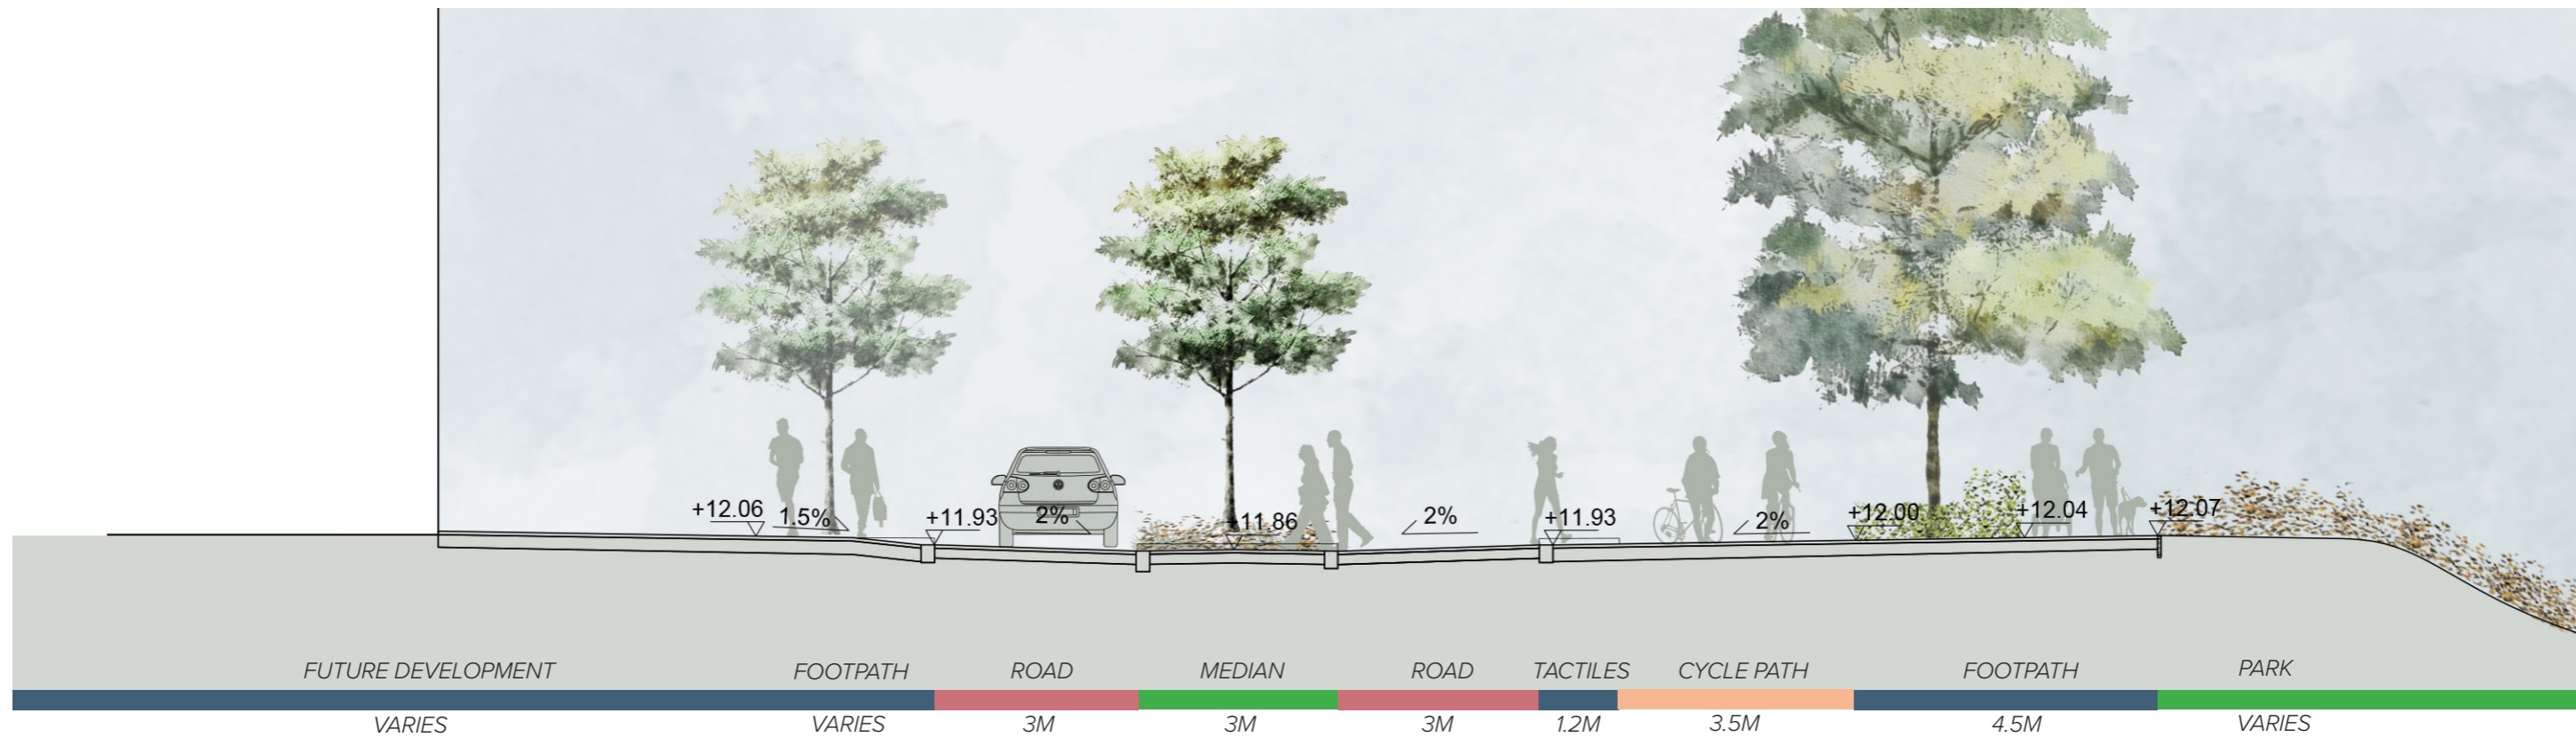 +12.06
1.5%
+11.93
2%
+11.86
2%
+11.93
2%
+12.00
+12.04
+12.07
FUTURE DEVELOPMENT
FOOTPATH
ROAD
MEDIAN
ROAD
TACTILES
CYCLE PATH
FOOTPATH
PARK
VARIES
VARIES
3M
3M
3M
1.2M
3.5M
4.5M
VARIES